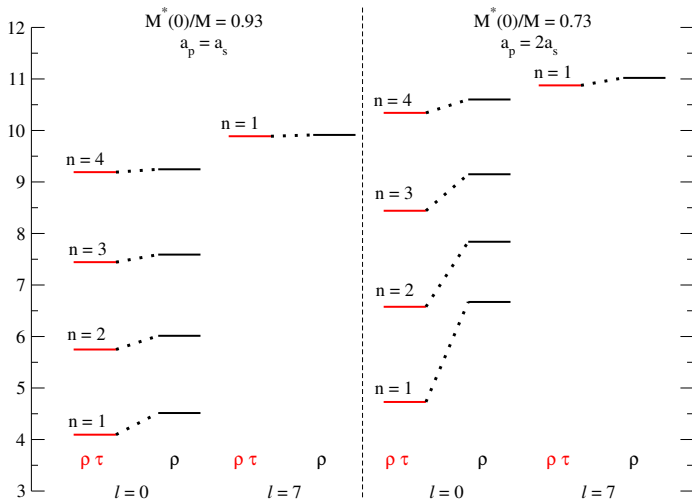 M*(0)/M = 0.93
a_p = a_s
M*(0)/M = 0.73
a_p = 2a_s
12
11
10
9
8
7
6
5
4
3
n = 4
n = 3
n = 2
n = 1
n = 1
n = 4
n = 3
n = 2
n = 1
n = 1
ρ τ ρ ρ τ ρ ρ τ ρ ρ τ ρ
l = 0 l = 7 l = 0 l = 7